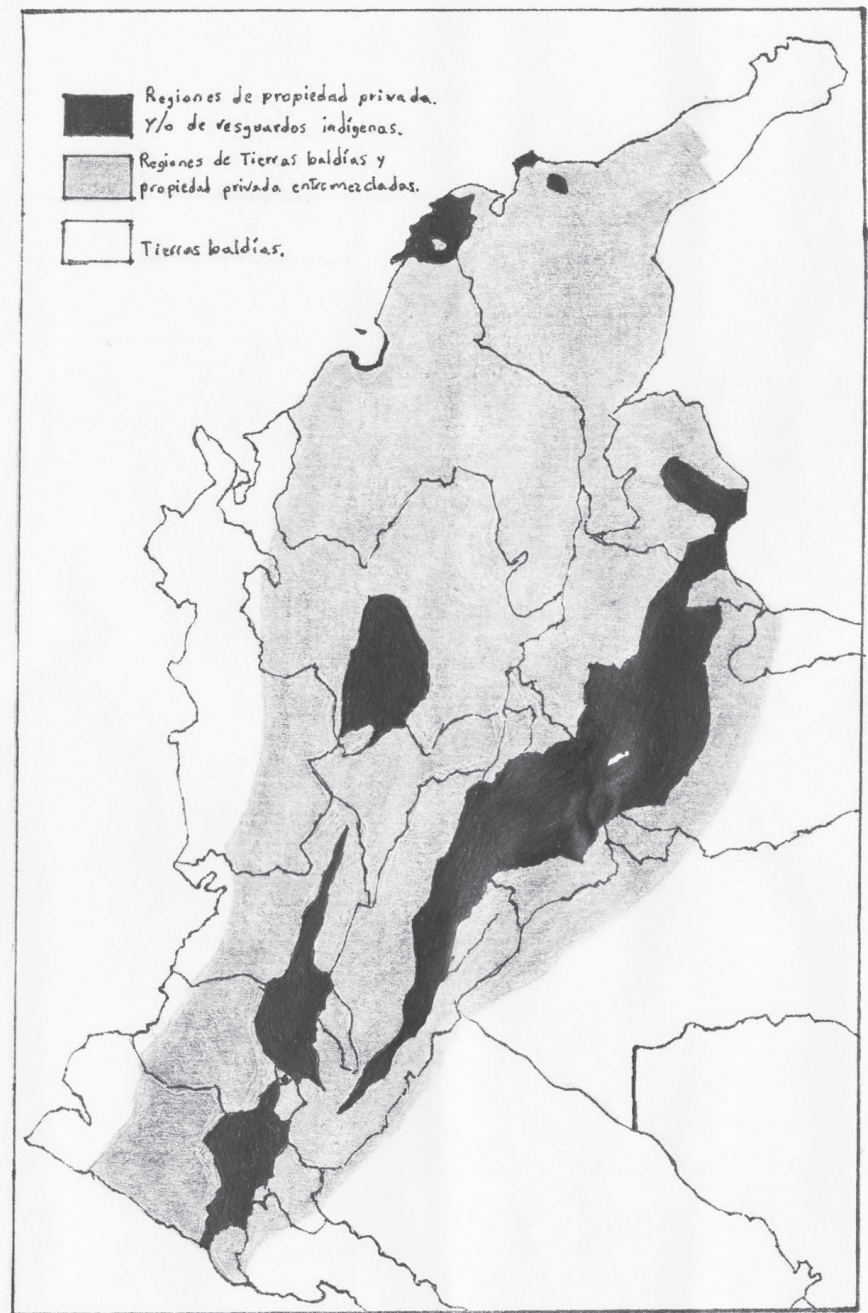 Regiones de propiedad privada.
Y/o de resguardos indígenas.
Regiones de Tierras baldías y
propiedad privada entremezcladas.
Tierras baldías.